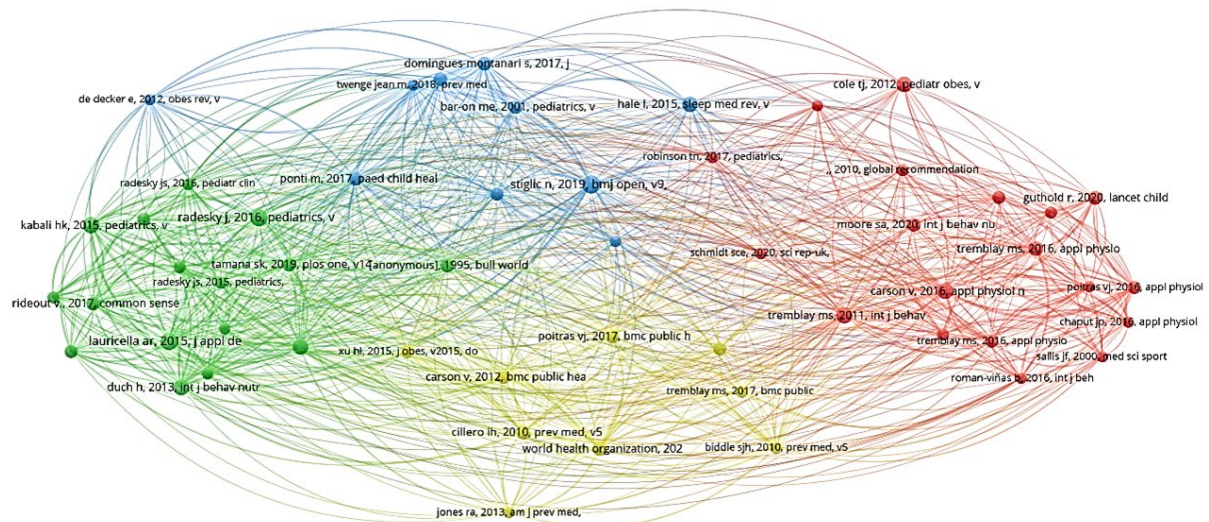 domingues-montanari s, 2017, j
twenge jean m, 2018, prev med
cole tj, 2012, pediatr obes, v
de decker e, 2012, obes rev, v
bar-on me, 2001, pediatrics, v
hale l, 2015, sleep med rev, v
robinson tn, 2017, pediatrics,
., 2010, global recommendation
radesky js, 2016, pediatr clin
ponti m, 2017, paed child heal
stiglic n, 2019, bmj open, v9,
guthold r, 2020, lancet child
kabali hk, 2015, pediatrics, v
radesky j, 2016, pediatrics, v
moore sa, 2020, int j behav nu
tremblay ms, 2016, appl physio
schmidt sce, 2020, sci rep-uk,
tamana sk, 2019, plos one, v14
[anonymous], 1995, bull world
radesky js, 2015, pediatrics,
poitras vj, 2016, appl physiol
carson v, 2016, appl physiol n
rideout v., 2017, common sense
tremblay ms, 2011, int j behav
chaput jp, 2016, appl physiol
lauricella ar, 2015, j appl de
poitras vj, 2017, bmc public h
tremblay ms, 2016, appl physio
xu hl, 2015, j obes, v2015, do
sallis jf, 2000, med sci sport
carson v, 2012, bmc public hea
roman-viñas b, 2016, int j beh
duch h, 2013, int j behav nutr
tremblay ms, 2017, bmc public
cillero ih, 2010, prev med, v5
world health organization, 202
biddle sjh, 2010, prev med, v5
jones ra, 2013, am j prev med,